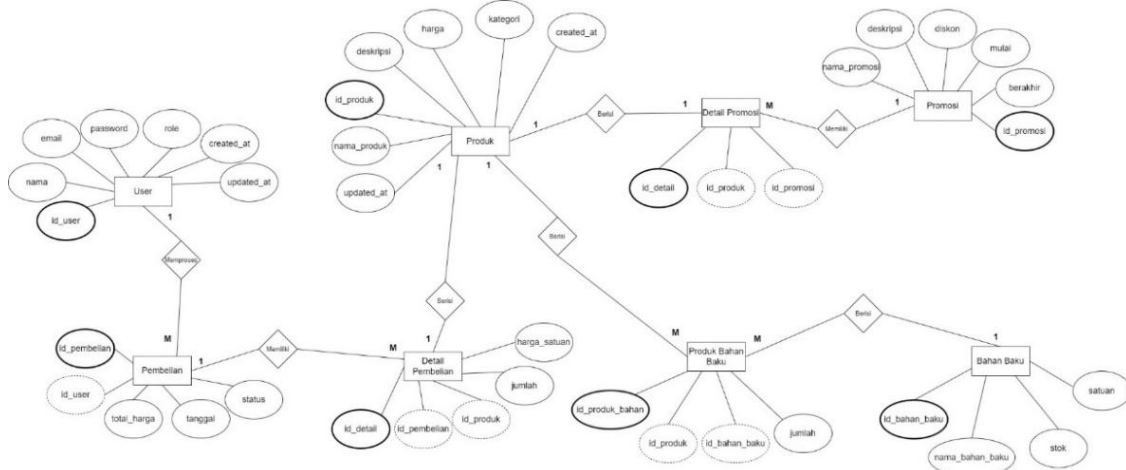 harga
kategori
created_at
deskripsi
id_produk
nama_produk
updated_at
Produk
1
1
1
Berisi
1
Detail Promosi
M
id_detail
id_produk
id_promosi
Memiliki
1
deskripsi
diskon
mulai
nama_promosi
berakhir
Promosi
id_promosi
email
password
role
created_at
nama
User
updated_at
id_user
1
Memproses
M
id_pembelian
Pembelian
1
id_user
total_harga
tanggal
status
Memiliki
M
Berisi
1
Detail
Pembelian
harga_satuan
jumlah
id_detail
id_pembelian
id_produk
Berisi
M
Produk Bahan
Baku
M
id_produk_bahan
id_produk
id_bahan_baku
jumlah
Berisi
1
Bahan Baku
satuan
id_bahan_baku
nama_bahan_baku
stok